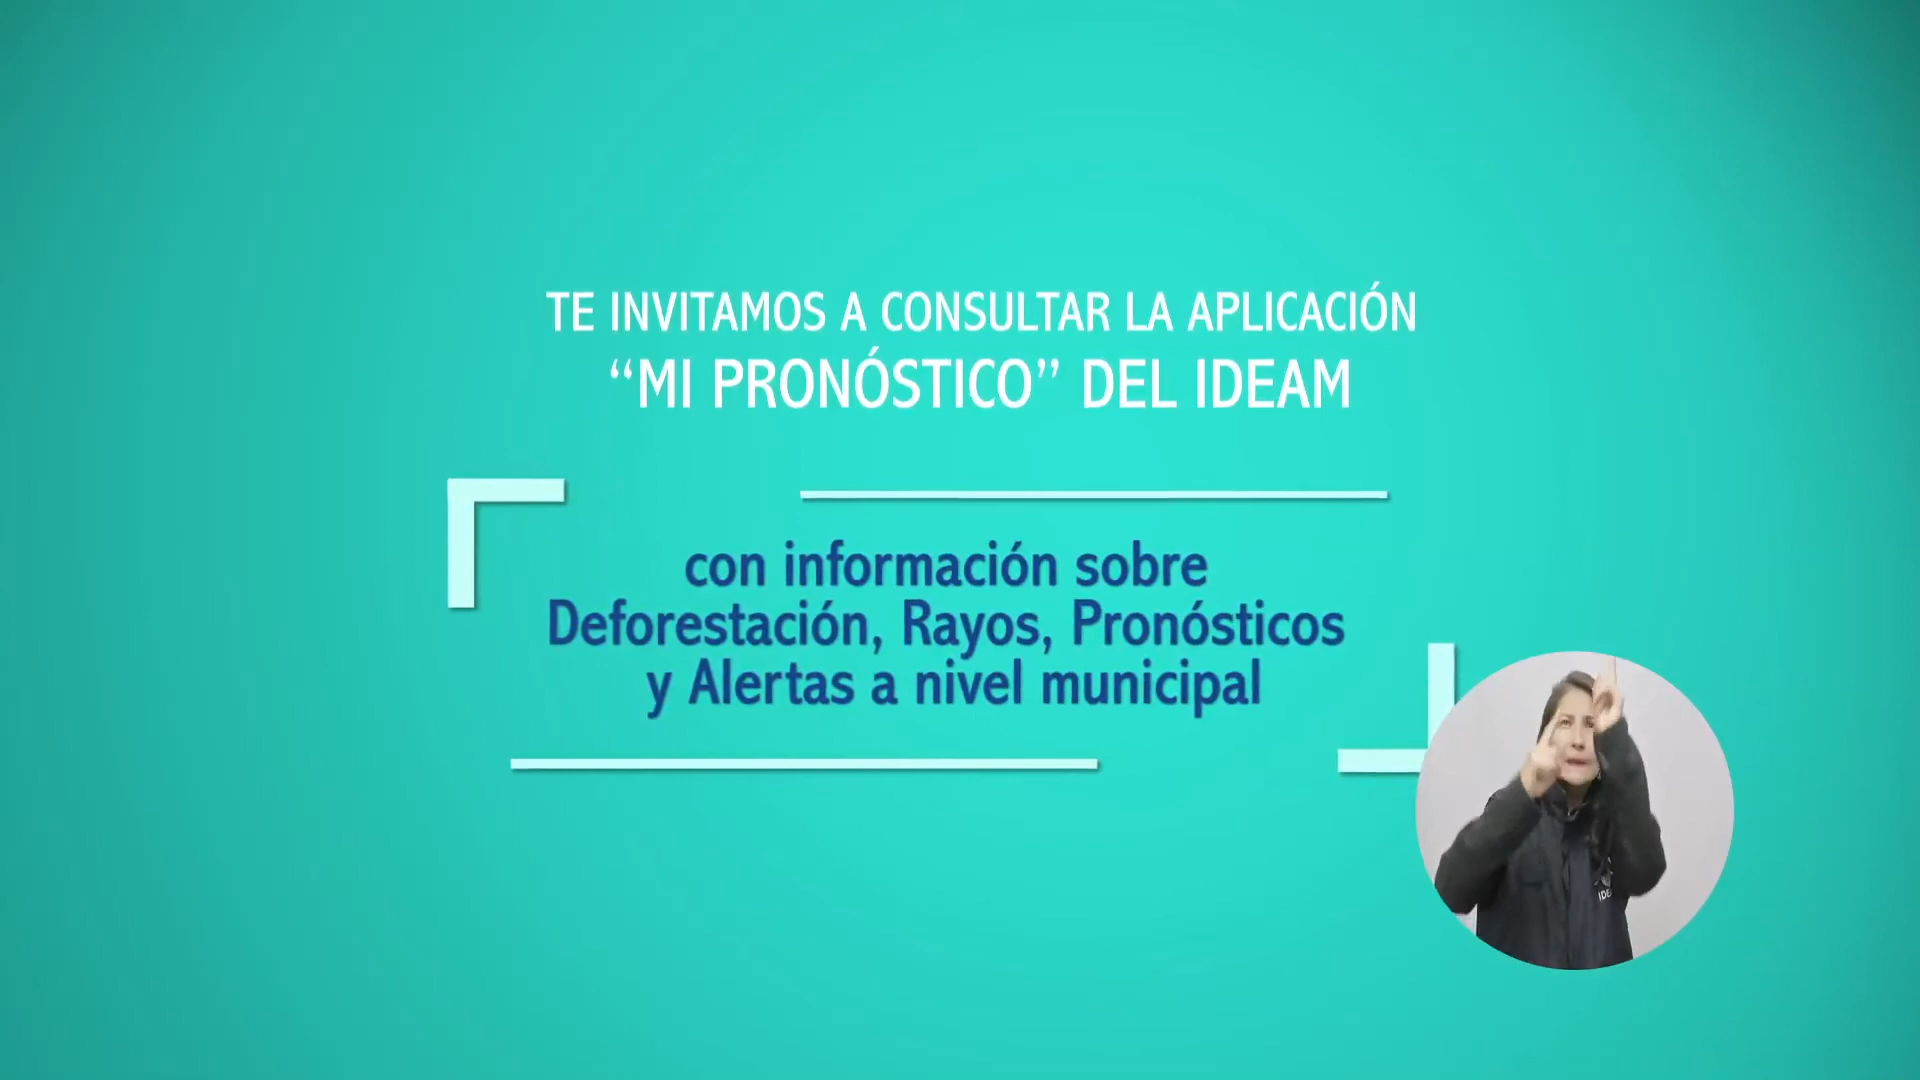 TE INVITAMOS A CONSULTAR LA APLICACIÓN
“MI PRONÓSTICO” DEL IDEAM
con información sobre
Deforestación, Rayos, Pronósticos
y Alertas a nivel municipal